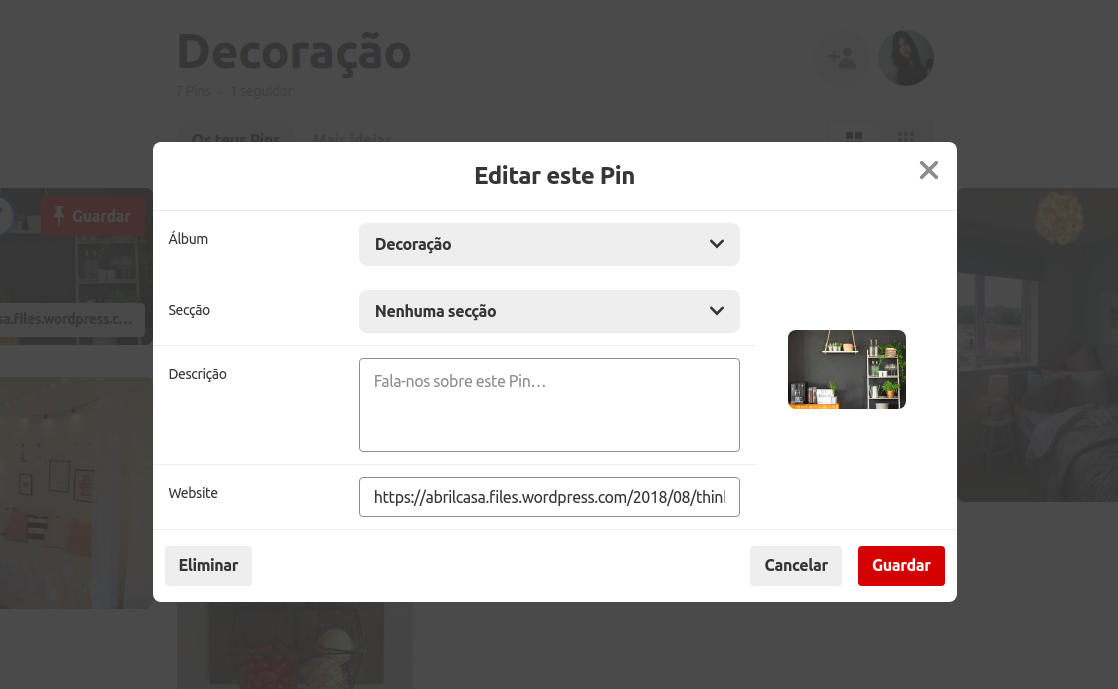 Decoração
7 Pins · 1 seguidor
Os teus Pins Mais ideias
Editar este Pin
Guardar
Álbum
Decoração
Secção
Nenhuma secção
sa.files.wordpress.c...
Descrição
Fala-nos sobre este Pin...
Website
https://abrilcasa.files.wordpress.com/2018/08/thin
Eliminar
Cancelar
Guardar